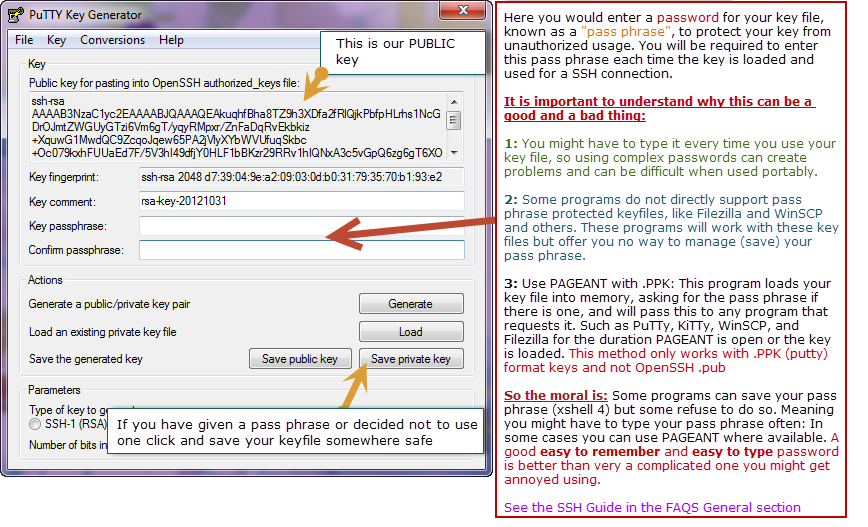 PuTTY Key Generator
File Key Conversions Help
This is our PUBLIC
key
Key
Public key for pasting into OpenSSH authorized_keys file:
ssh-rsa
AAAAB3NzaC1yc2EAAAABJQAAAQEAkuqhfBha8TZ9h3XDfa2fRlQjkPbfpHLrhs1NcG
DrOJmtZWGUyGTzi6Vm6gT/yqyRMpxr/ZnFaDqRvEkbkiz
+XquwG1MwdQC9ZcqoJqew65PA2jVlyXYbWVUfuqSkbc
+Oc079kxhFUUaEd7F/5V3hI49dfjY0HLF1bBKzr29RRv1hIQNxA3c5vGpQ6zg6gT6XO
Key fingerprint:
ssh-rsa 2048 d7:39:04:9e:a2:09:03:0d:b0:31:79:35:70:b1:93:e2
Key comment:
rsa-key-20121031
Key passphrase:
Confirm passphrase:
Actions
Generate a public/private key pair
Generate
Load an existing private key file
Load
Save the generated key
Save public key
Save private key
Parameters
Type of key to ge
SSH-1 (RSA)
Number of bits in
If you have given a pass phrase or decided not to use
one click and save your keyfile somewhere safe
Here you would enter a password for your key file,
known as a "pass phrase", to protect your key from
unauthorized usage. You will be required to enter
this pass phrase each time the key is loaded and
used for a SSH connection.
It is important to understand why this can be a
good and a bad thing:
1: You might have to type it every time you use your
key file, so using complex passwords can create
problems and can be difficult when used portably.
2: Some programs do not directly support pass
phrase protected keyfiles, like Filezilla and WinSCP
and others. These programs will work with these key
files but offer you no way to manage (save) your
pass phrase.
3: Use PAGEANT with .PPK: This program loads your
key file into memory, asking for the pass phrase if
there is one, and will pass this to any program that
requests it. Such as PuTTy, KiTTy, WinSCP, and
Filezilla for the duration PAGEANT is open or the key
is loaded. This method only works with .PPK (putty)
format keys and not OpenSSH .pub
So the moral is: Some programs can save your pass
phrase (xshell 4) but some refuse to do so. Meaning
you might have to type your pass phrase often: In
some cases you can use PAGEANT where available. A
good easy to remember and easy to type password
is better than very a complicated one you might get
annoyed using.
See the SSH Guide in the FAQS General section